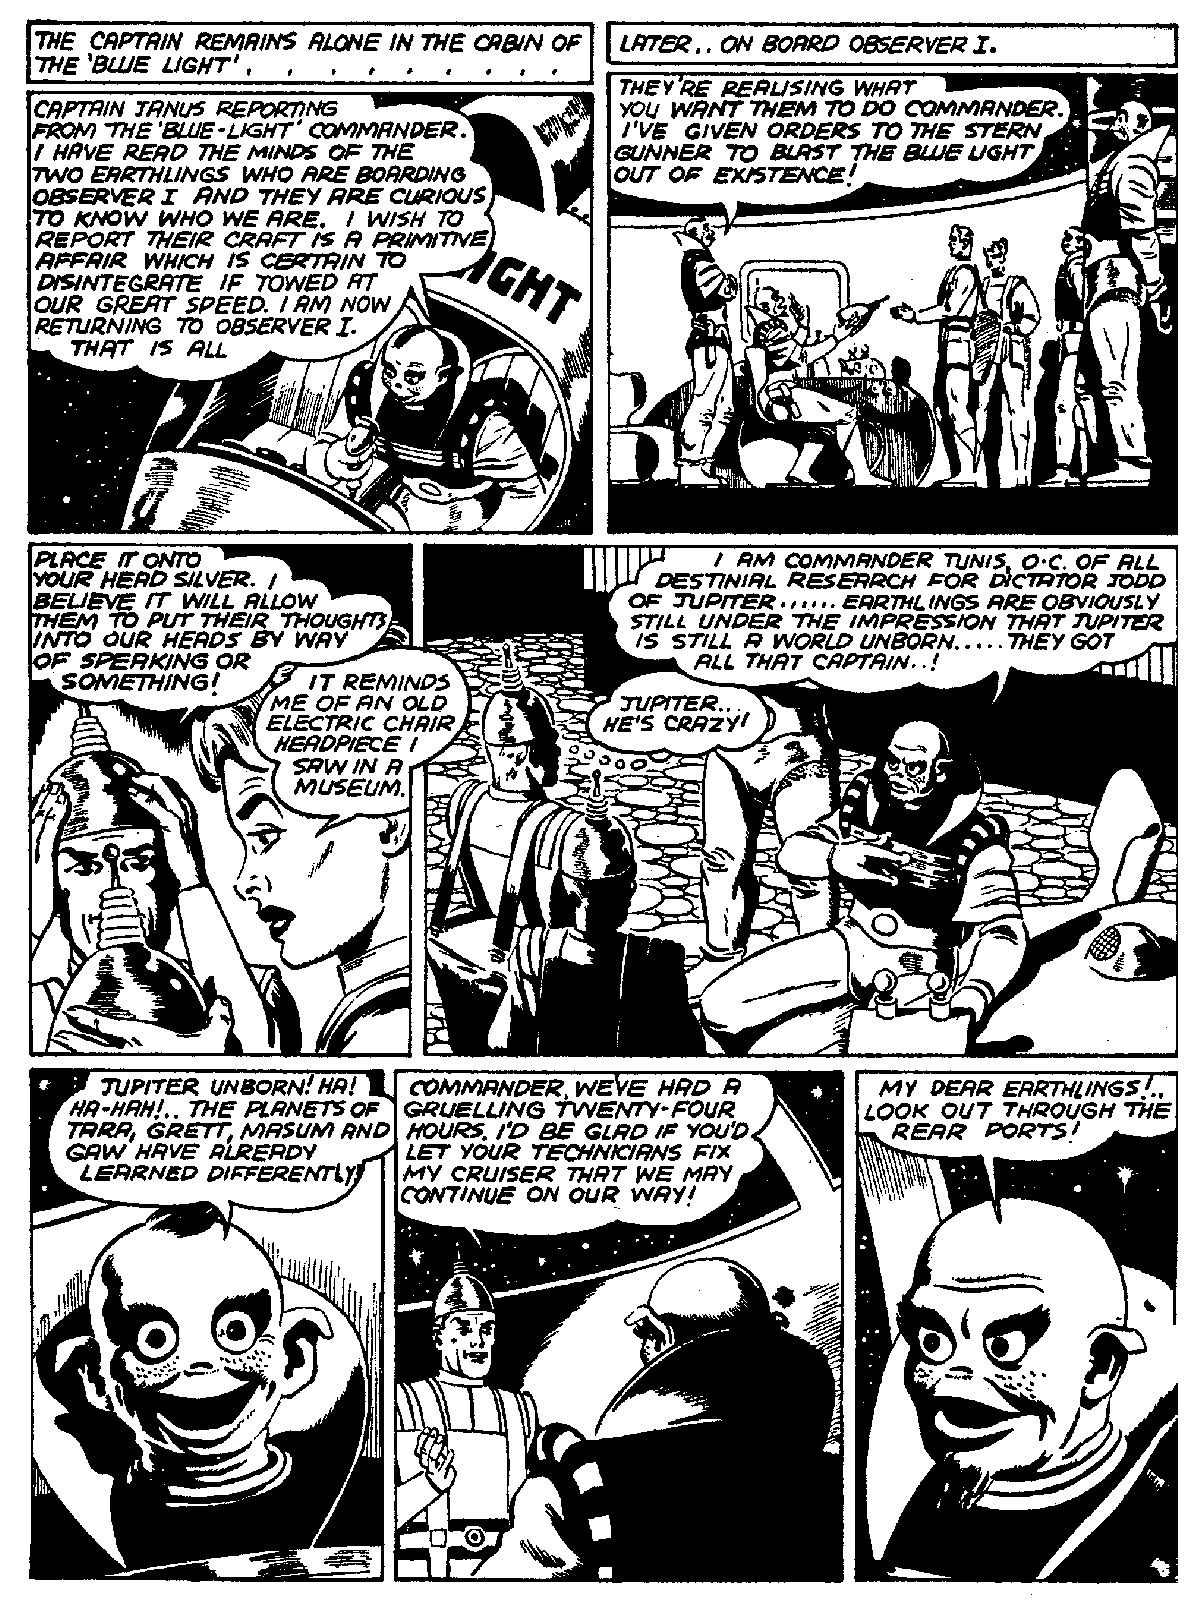 THE CAPTAIN REMAINS ALONE IN THE CABIN OF
THE 'BLUE LIGHT'. . . . . . . . . .
CAPTAIN JANUS REPORTING
FROM THE 'BLUE-LIGHT' COMMANDER.
I HAVE READ THE MINDS OF THE
TWO EARTHLINGS WHO ARE BOARDING
OBSERVER I AND THEY ARE CURIOUS
TO KNOW WHO WE ARE. I WISH TO
REPORT THEIR CRAFT IS A PRIMITIVE
AFFAIR WHICH IS CERTAIN TO
DISINTEGRATE IF TOWED AT
OUR GREAT SPEED. I AM NOW
RETURNING TO OBSERVER I.
THAT IS ALL
IGHT
LATER.. ON BOARD OBSERVER I.
THEY'RE REALISING WHAT
YOU WANT THEM TO DO COMMANDER.
I'VE GIVEN ORDERS TO THE STERN
GUNNER TO BLAST THE BLUE LIGHT
OUT OF EXISTENCE!
PLACE IT ONTO
YOUR HEAD SILVER. I
BELIEVE IT WILL ALLOW
THEM TO PUT THEIR THOUGHTS
INTO OUR HEADS BY WAY
OF SPEAKING OR
SOMETHING!
IT REMINDS
ME OF AN OLD
ELECTRIC CHAIR
HEADPIECE I
SAW IN A
MUSEUM.
I AM COMMANDER TUNIS, O.C. OF ALL
DESTINIAL RESEARCH FOR DICTATOR JODD
OF JUPITER...... EARTHLINGS ARE OBVIOUSLY
STILL UNDER THE IMPRESSION THAT JUPITER
IS STILL A WORLD UNBORN..... THEY GOT
ALL THAT CAPTAIN..!
JUPITER...
HE'S CRAZY!
JUPITER UNBORN! HA!
HA-HAH!.. THE PLANETS OF
TARA, GRETT, MASUM AND
GAW HAVE ALREADY
LEARNED DIFFERENTLY!
COMMANDER, WE'VE HAD A
GRUELLING TWENTY-FOUR
HOURS. I'D BE GLAD IF YOU'D
LET YOUR TECHNICIANS FIX
MY CRUISER THAT WE MAY
CONTINUE ON OUR WAY!
MY DEAR EARTHLINGS!..
LOOK OUT THROUGH THE
REAR PORTS!